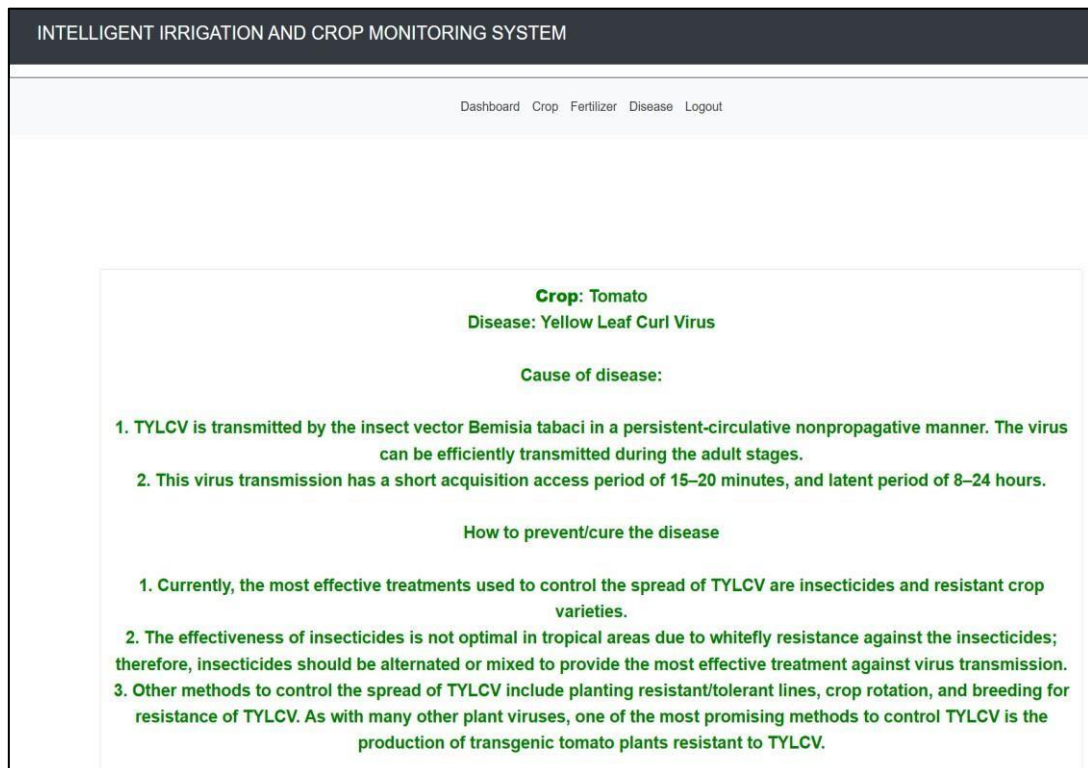 INTELLIGENT IRRIGATION AND CROP MONITORING SYSTEM
Dashboard Crop Fertilizer Disease Logout
Crop: Tomato
Disease: Yellow Leaf Curl Virus
Cause of disease:
1. TYLCV is transmitted by the insect vector Bemisia tabaci in a persistent-circulative nonpropagative manner. The virus
can be efficiently transmitted during the adult stages.
2. This virus transmission has a short acquisition access period of 15–20 minutes, and latent period of 8–24 hours.
How to prevent/cure the disease
1. Currently, the most effective treatments used to control the spread of TYLCV are insecticides and resistant crop
varieties.
2. The effectiveness of insecticides is not optimal in tropical areas due to whitefly resistance against the insecticides;
therefore, insecticides should be alternated or mixed to provide the most effective treatment against virus transmission.
3. Other methods to control the spread of TYLCV include planting resistant/tolerant lines, crop rotation, and breeding for
resistance of TYLCV. As with many other plant viruses, one of the most promising methods to control TYLCV is the
production of transgenic tomato plants resistant to TYLCV.